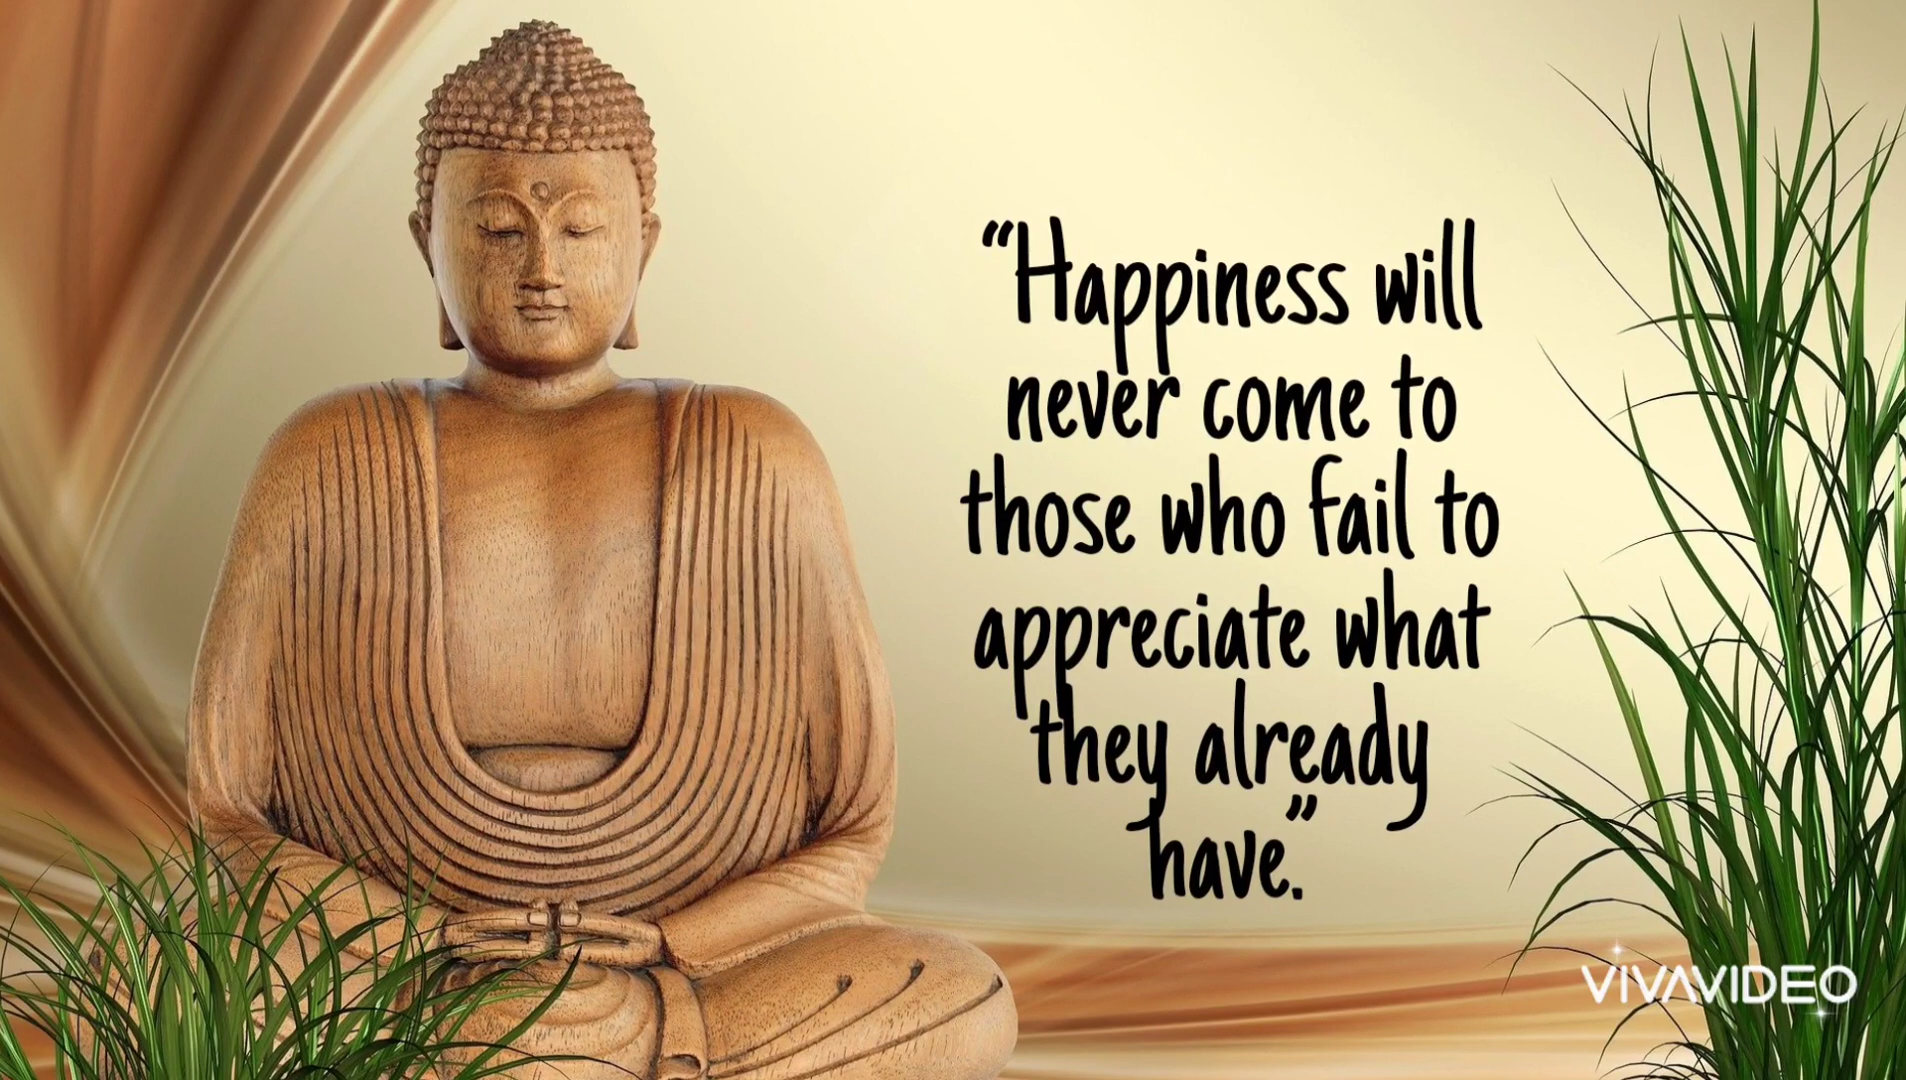 “Happiness will
never come to
those who fail to
appreciate what
they already
have.”
VIVAVIDEO